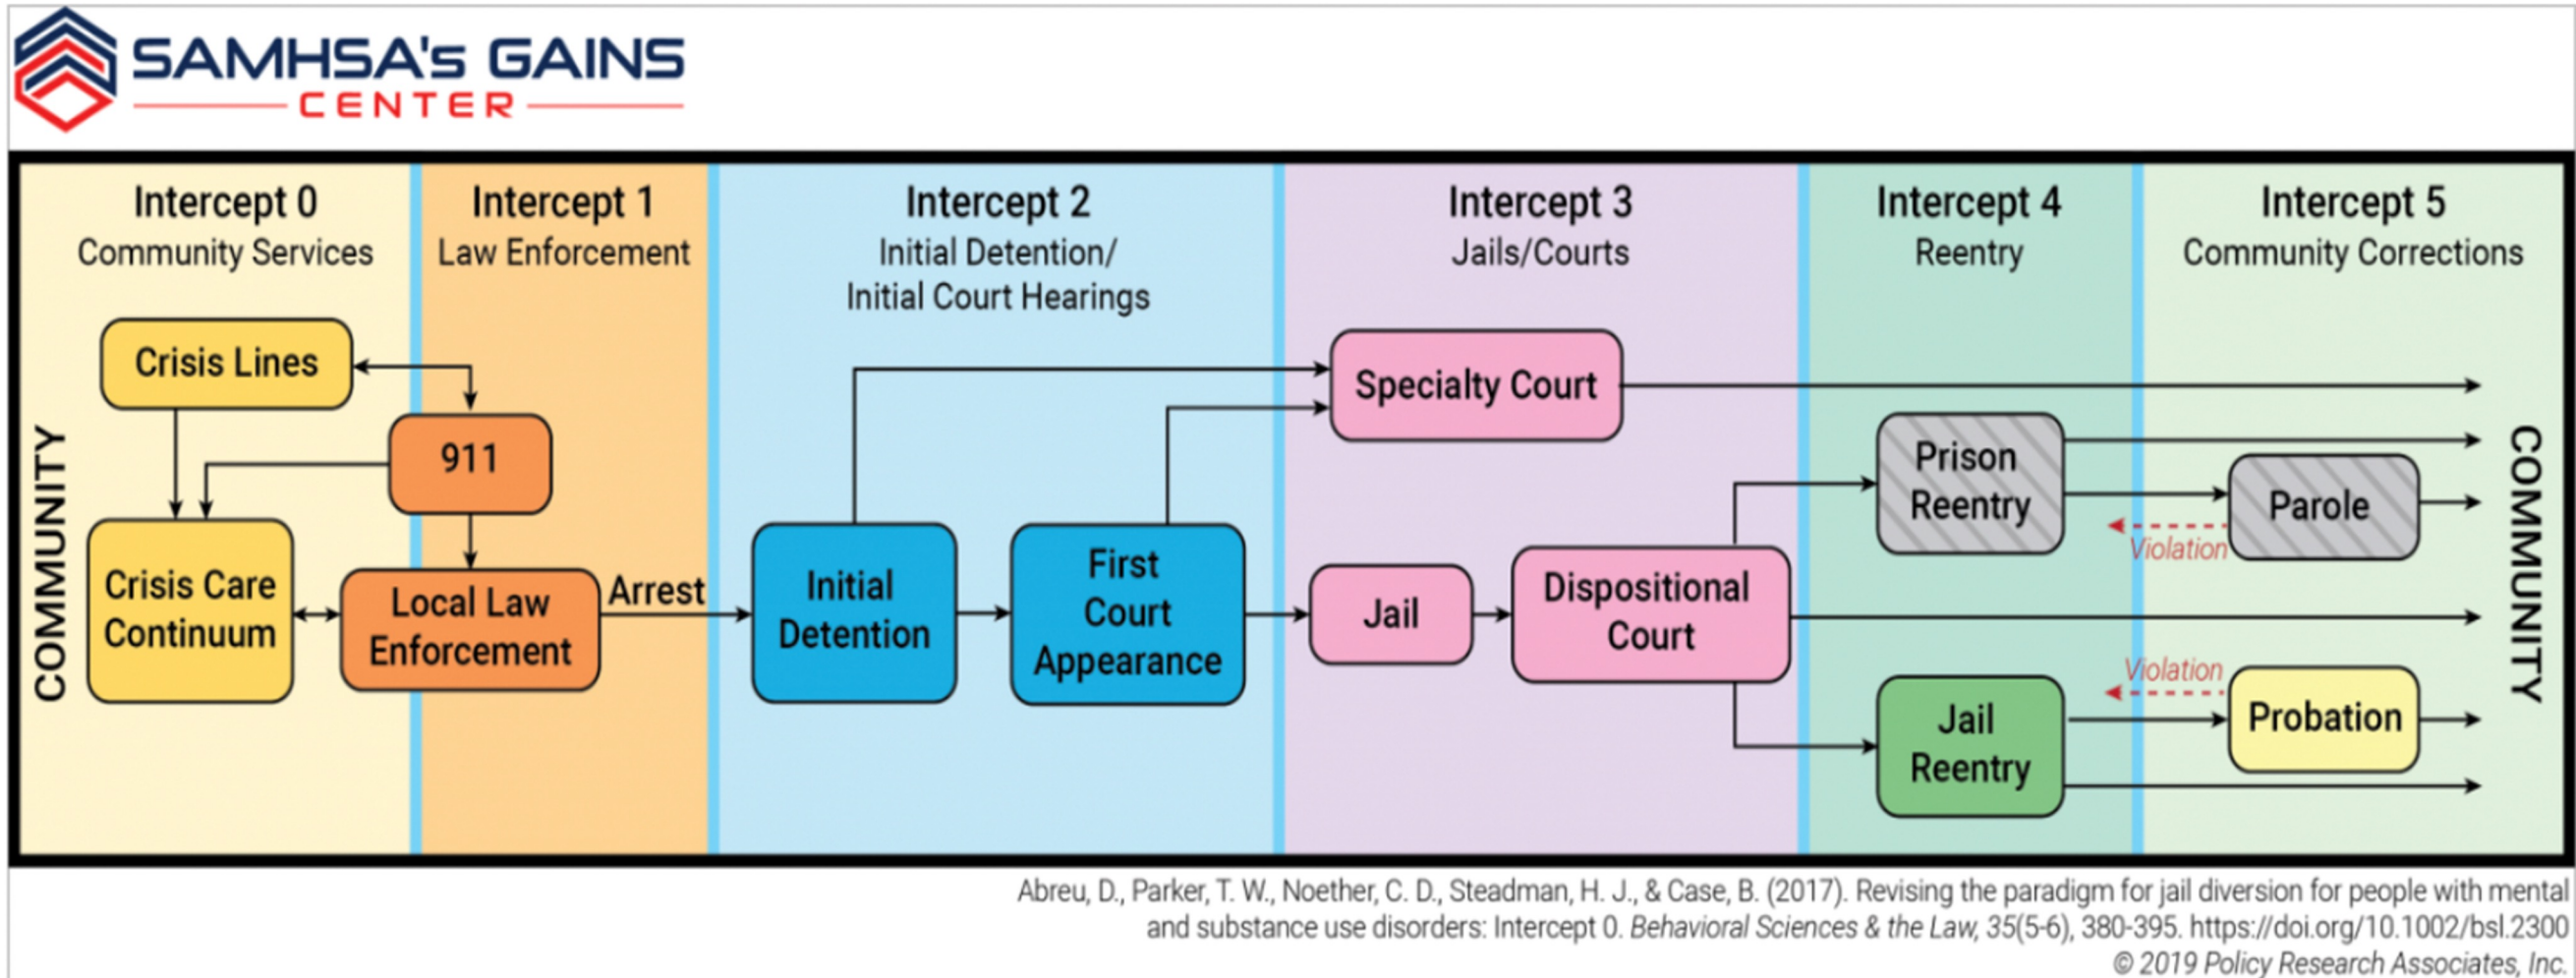 SAMHSA's GAINS
CENTER
Intercept 0
Community Services
Intercept 1
Law Enforcement
Intercept 2
Initial Detention/
Initial Court Hearings
Intercept 3
Jails/Courts
Intercept 4
Reentry
Intercept 5
Community Corrections
COMMUNITY
Crisis Lines
Crisis Care
Continuum
911
Local Law
Enforcement
Arrest
Initial
Detention
First
Court
Appearance
Specialty Court
Jail
Dispositional
Court
Prison
Reentry
Jail
Reentry
Parole
Violation
Violation
Probation
COMMUNITY
Abreu, D., Parker, T. W., Noether, C. D., Steadman, H. J., & Case, B. (2017). Revising the paradigm for jail diversion for people with mental
and substance use disorders: Intercept 0. Behavioral Sciences & the Law, 35(5-6), 380-395. https://doi.org/10.1002/bsl.2300
© 2019 Policy Research Associates, Inc.